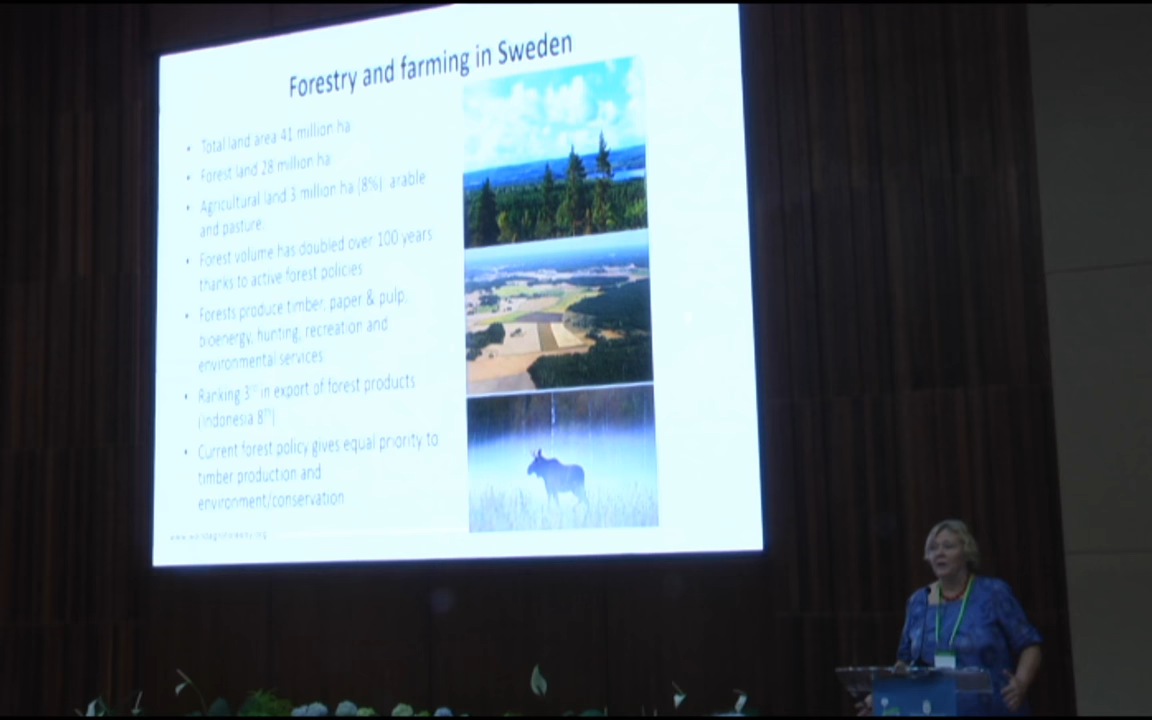 Forestry and farming in Sweden
• Total land area 41 million ha
• Forest land 28 million ha
• Agricultural land 3 million ha (8%) arable
and pasture
• Forest volume has doubled over 100 years
thanks to active forest policies
• Forests produce timber, paper & pulp,
bioenergy, hunting, recreation and
environmental services
• Ranking 3rd in export of forest products
(Indonesia 8th)
• Current forest policy gives equal priority to
timber production and
environment/conservation
www.worldagroforestry.org